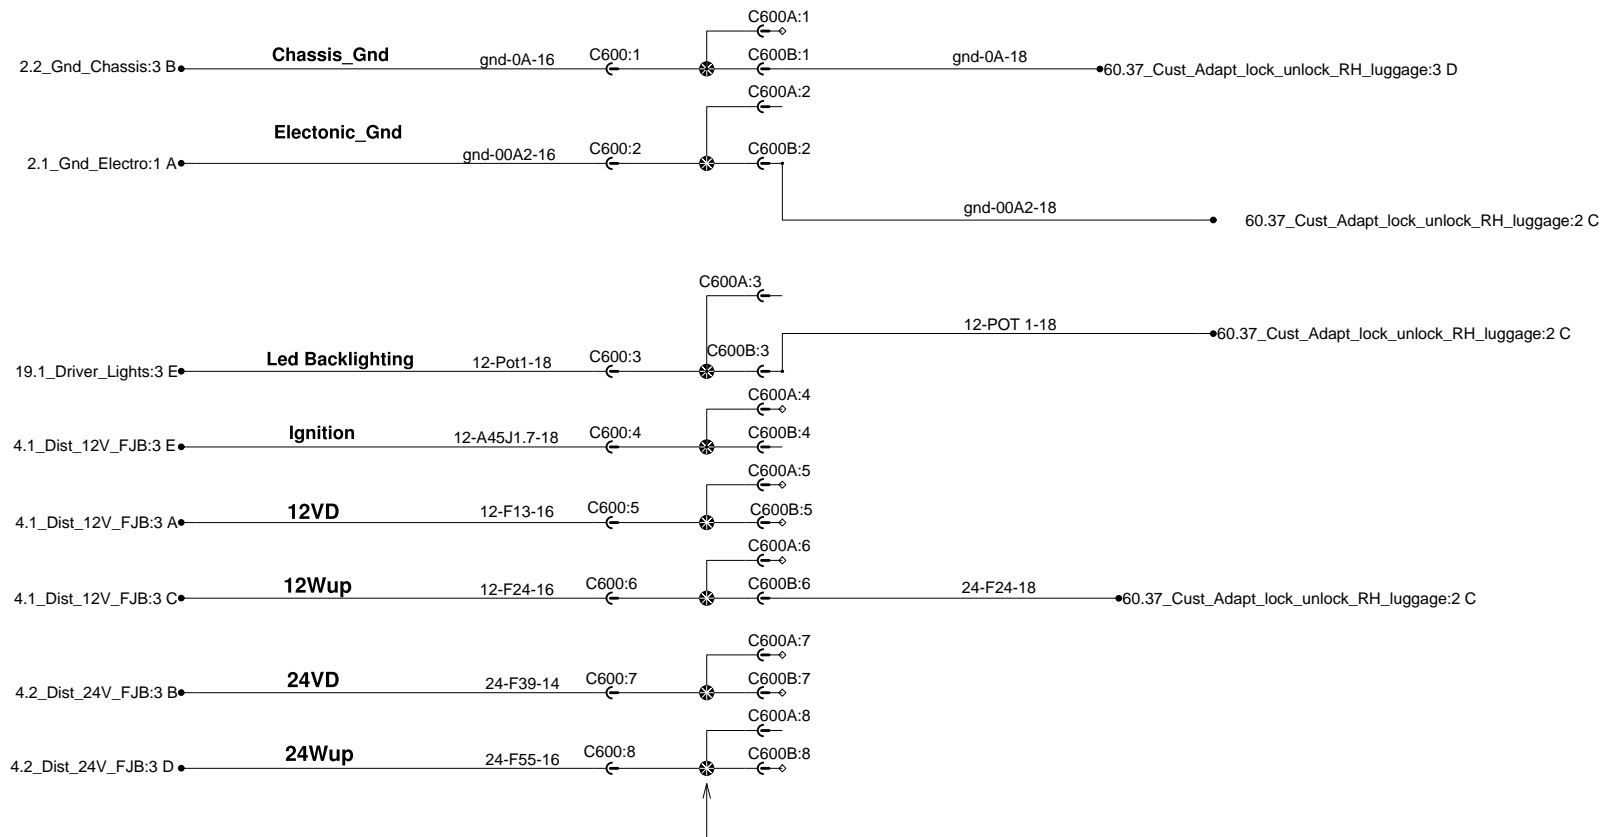 C600A:1
2.2_Gnd_Chassis:3 B Chassis_Gnd gnd-0A-16 C600:1 C600B:1 gnd-0A-18 60.37_Cust_Adapt_lock_unlock_RH_luggage:3 D
C600A:2
Electonic_Gnd
2.1_Gnd_Electro:1 A gnd-00A2-16 C600:2 C600B:2
gnd-00A2-18 60.37_Cust_Adapt_lock_unlock_RH_luggage:2 C
C600A:3
12-POT 1-18 60.37_Cust_Adapt_lock_unlock_RH_luggage:2 C
19.1_Driver_Lights:3 E Led Backlighting 12-Pot1-18 C600:3 C600B:3
C600A:4
4.1_Dist_12V_FJB:3 E Ignition 12-A45J1.7-18 C600:4 C600B:4
C600A:5
4.1_Dist_12V_FJB:3 A 12VD 12-F13-16 C600:5 C600B:5
C600A:6
4.1_Dist_12V_FJB:3 C 12Wup 12-F24-16 C600:6 C600B:6 24-F24-18 60.37_Cust_Adapt_lock_unlock_RH_luggage:2 C
C600A:7
4.2_Dist_24V_FJB:3 B 24VD 24-F39-14 C600:7 C600B:7
C600A:8
4.2_Dist_24V_FJB:3 D 24Wup 24-F55-16 C600:8 C600B:8